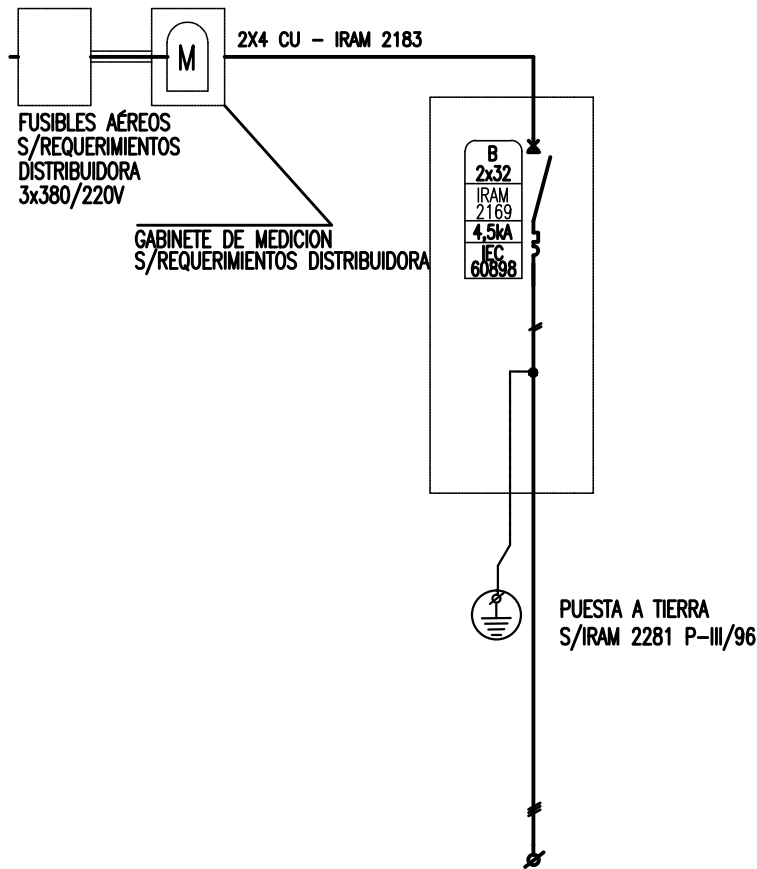 M
2X4 CU - IRAM 2183
FUSIBLES AÉREOS
S/REQUERIMIENTOS
DISTRIBUIDORA
3x380/220V
GABINETE DE MEDICION
S/REQUERIMIENTOS DISTRIBUIDORA
B
2x32
IRAM
2169
4,5kA
IEC
60898
PUESTA A TIERRA
S/IRAM 2281 P-III/96